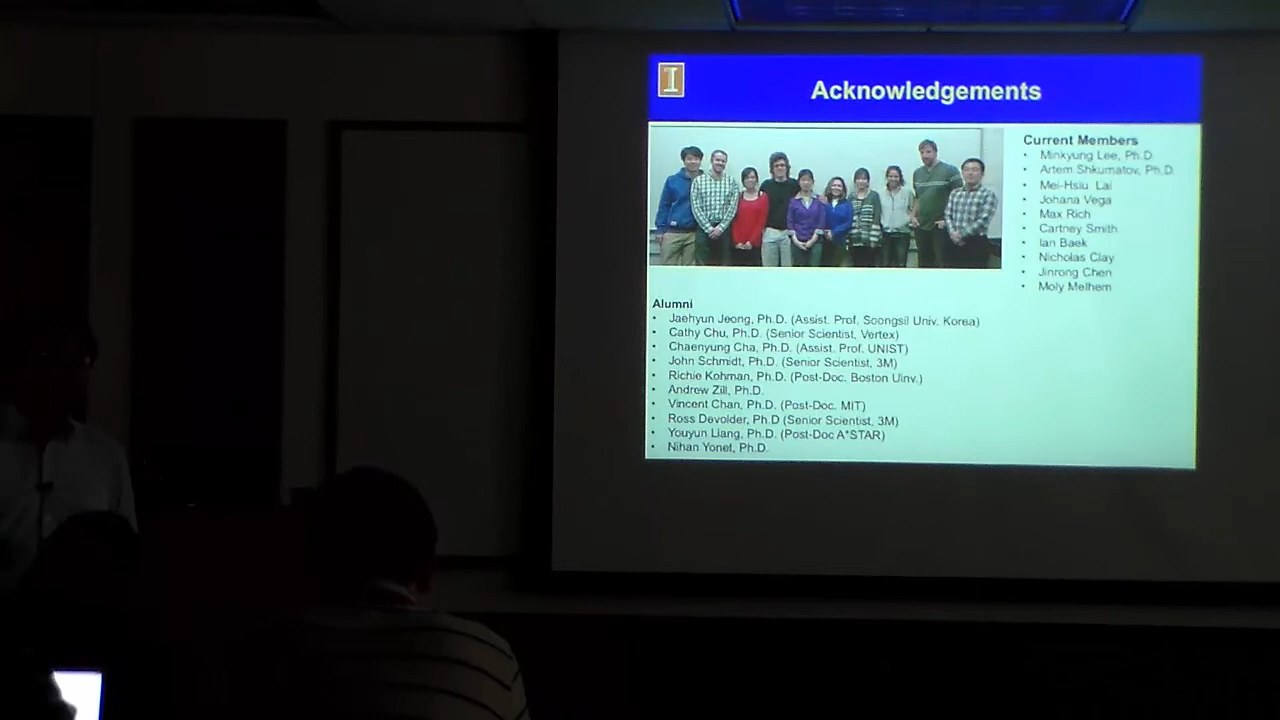 I
Acknowledgements
Current Members
• Minkyung Lee, Ph.D
• Artem Shkumatov, Ph.D.
• Mei-Hsiu Lai
• Johana Vega
• Max Rich
• Cartney Smith
• Ian Baek
• Nicholas Clay
• Jinrong Chen
• Moly Melhem
Alumni
• Jaehyun Jeong, Ph.D. (Assist. Prof. Soongsil Univ. Korea)
• Cathy Chu, Ph.D. (Senior Scientist, Vertex)
• Chaenyung Cha, Ph.D. (Assist. Prof. UNIST)
• John Schmidt, Ph.D. (Senior Scientist, 3M)
• Richie Kohman, Ph.D. (Post-Doc. Boston Uinv.)
• Andrew Zill, Ph.D.
• Vincent Chan, Ph.D. (Post-Doc. MIT)
• Ross Devolder, Ph.D (Senior Scientist, 3M)
• Youyun Liang, Ph.D. (Post-Doc A*STAR)
• Nihan Yonet, Ph.D.